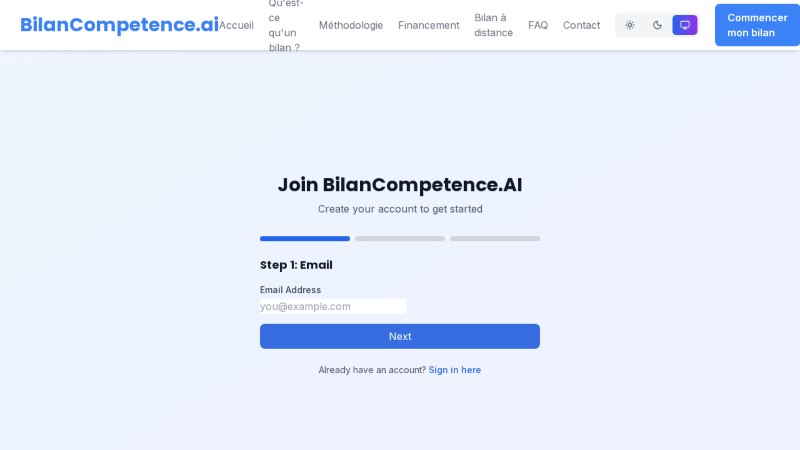 BilanCompetence.ai
Accueil
Qu'est-
ce
qu'un
bilan ?
Méthodologie
Financement
Bilan à
distance
FAQ
Contact
Commencer
mon bilan
Join BilanCompetence.AI
Create your account to get started
Step 1: Email
Email Address
you@example.com
Next
Already have an account? Sign in here